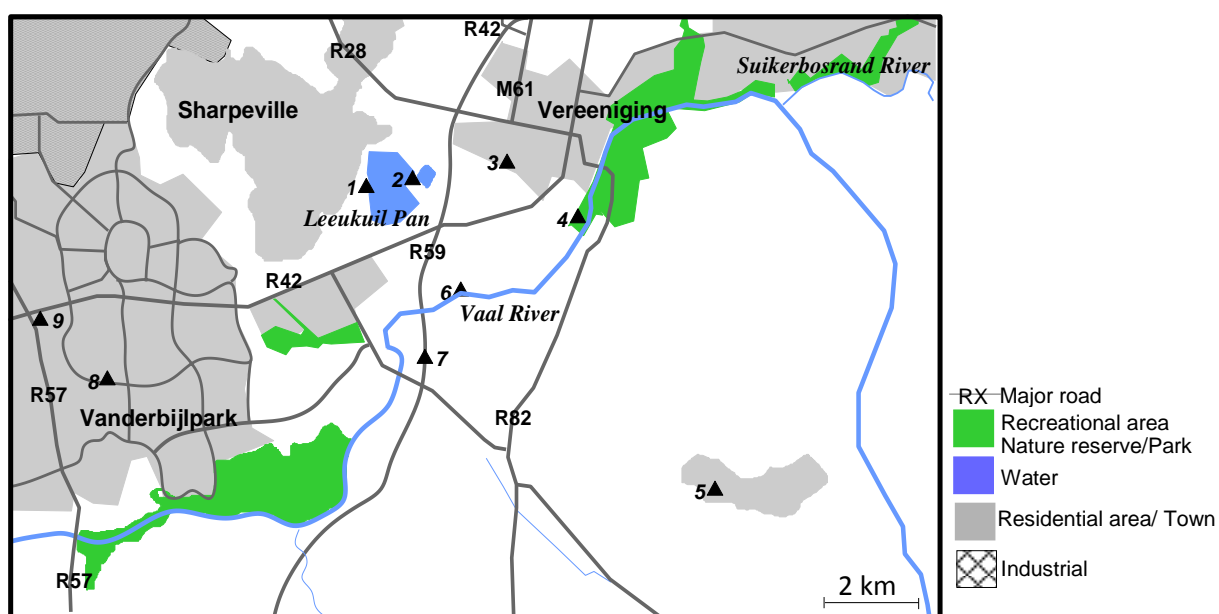 R42
R28
Suikerbosrand River
M61
Sharpeville
Vereeniging
3
2
1
Leeukuil Pan
4
R59
R42
6
Vaal River
9
7
8
R57
Vanderbijlpark
R82
5
R57
2 km
RX Major road
Recreational area
Nature reserve/Park
Water
Residential area/ Town
Industrial